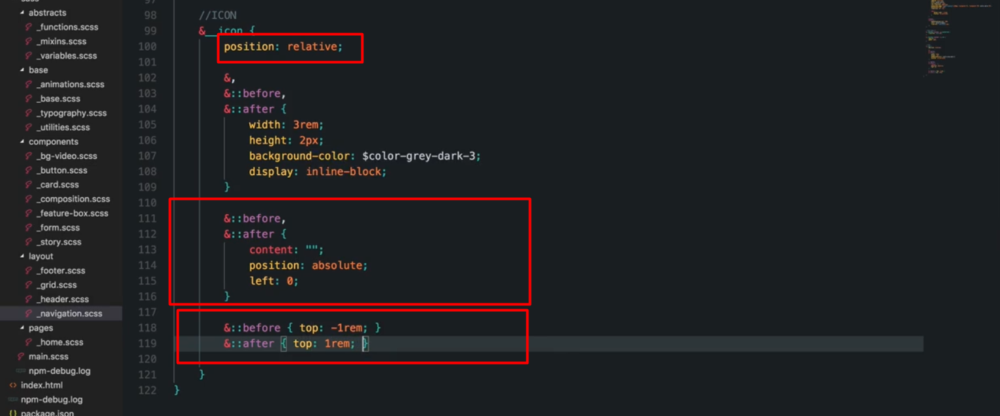 sass
abstracts
_functions.scss
_mixins.scss
_variables.scss
base
_animations.scss
_base.scss
_typography.scss
_utilities.scss
components
_bg-video.scss
_button.scss
_card.scss
_composition.scss
_feature-box.scss
_form.scss
_story.scss
layout
_footer.scss
_grid.scss
_header.scss
_navigation.scss
pages
_home.scss
main.scss
npm-debug.log
<> index.html
npm-debug.log
{} package.json
97
98 //ICON
99 &__icon {
100 position: relative;
101
102 &,
103 &::before,
104 &::after {
105 width: 3rem;
106 height: 2px;
107 background-color: $color-grey-dark-3;
108 display: inline-block;
109 }
110
111 &::before,
112 &::after {
113 content: "";
114 position: absolute;
115 left: 0;
116 }
117
118 &::before { top: -1rem; }
119 &::after { top: 1rem; }
120
121 }
122 }